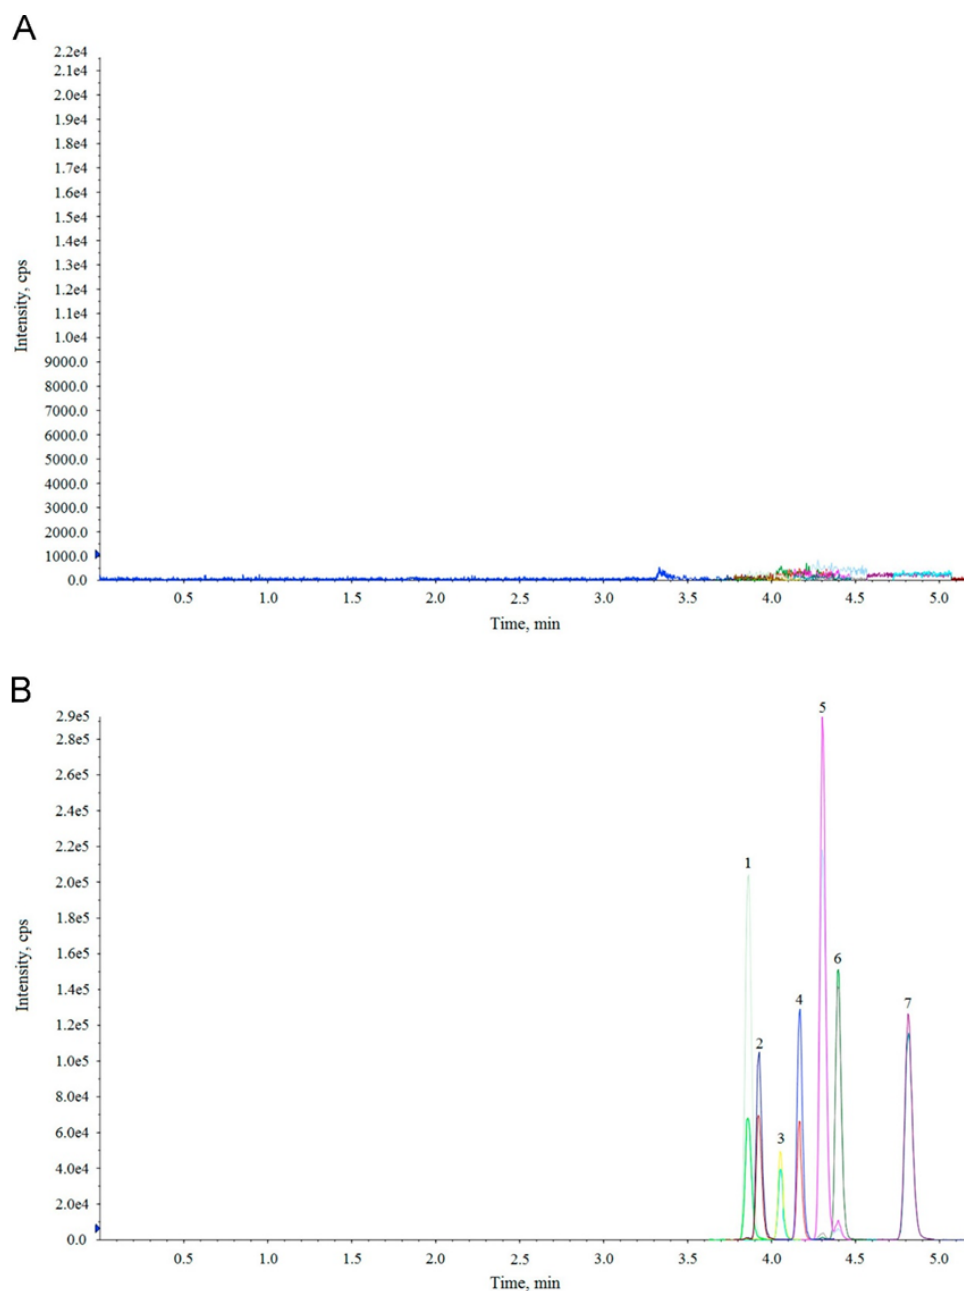 A
2.2e4
2.1e4
2.0e4
1.9e4
1.8e4
1.7e4
1.6e4
1.5e4
1.4e4
1.3e4
1.2e4
1.1e4
1.0e4
9000.0
8000.0
7000.0
6000.0
5000.0
4000.0
3000.0
2000.0
1000.0
0.0
Intensity, cps
0.5 1.0 1.5 2.0 2.5 3.0 3.5 4.0 4.5 5.0
Time, min
B
2.9e5
2.8e5
2.6e5
2.4e5
2.2e5
2.0e5
1.8e5
1.6e5
1.4e5
1.2e5
1.0e5
8.0e4
6.0e4
4.0e4
2.0e4
0.0
Intensity, cps
1
2
3
4
5
6
7
0.5 1.0 1.5 2.0 2.5 3.0 3.5 4.0 4.5 5.0
Time, min